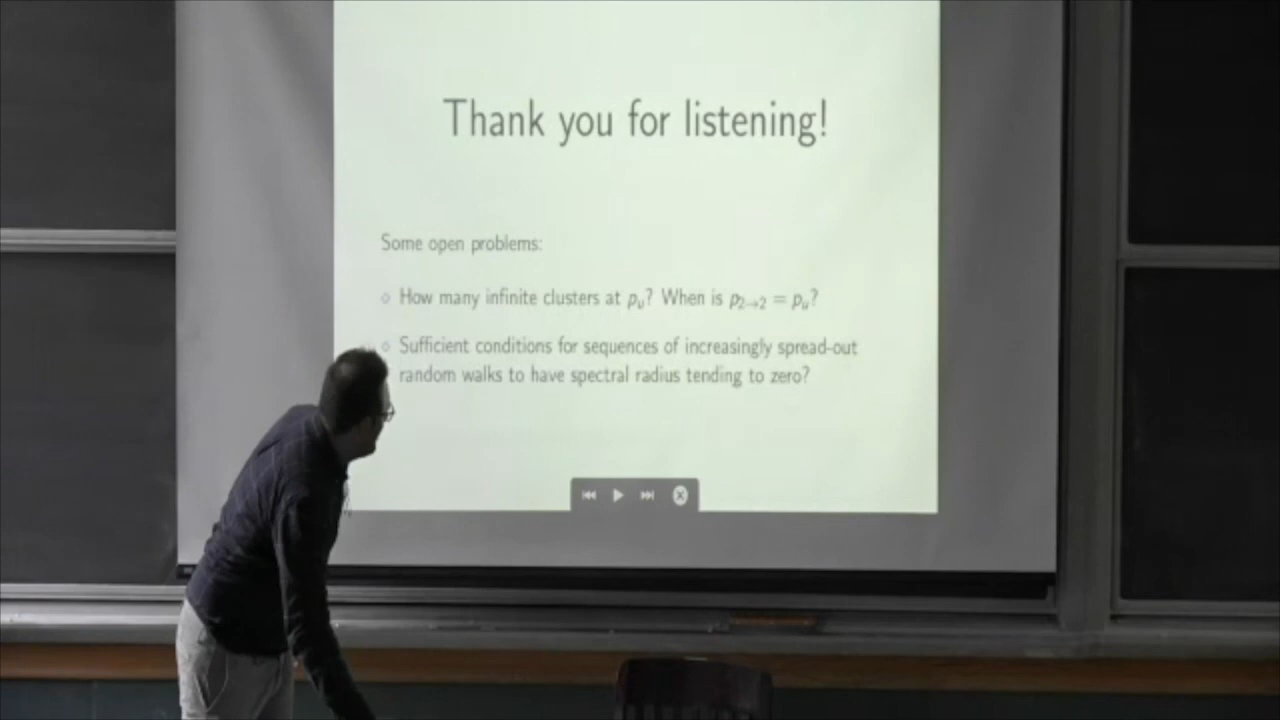 Thank you for listening!
Some open problems:
How many infinite clusters at p_u? When is p_{2→2} = p_u?
Sufficient conditions for sequences of increasingly spread-out
random walks to have spectral radius tending to zero?